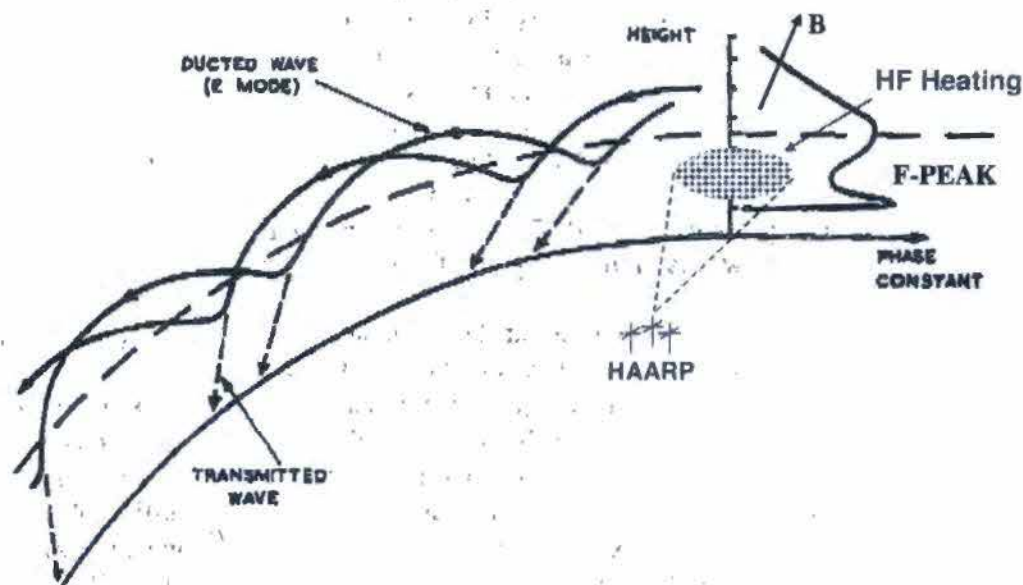 HEIGHT
B
DUCTED WAVE
(R MODE)
HF Heating
F-PEAK
PHASE
CONSTANT
HAARP
TRANSMITTED
WAVE